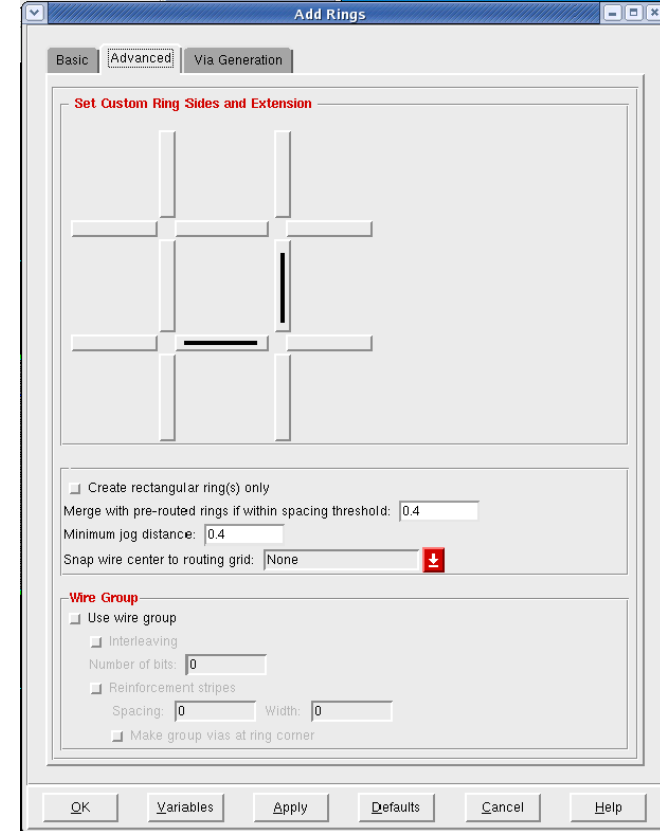 Add Rings
Basic Advanced Via Generation
Set Custom Ring Sides and Extension
Create rectangular ring(s) only
Merge with pre-routed rings if within spacing threshold: 0.4
Minimum jog distance: 0.4
Snap wire center to routing grid: None
Wire Group
Use wire group
Interleaving
Number of bits: 0
Reinforcement stripes
Spacing: 0 Width: 0
Make group vias at ring corner
OK Variables Apply Defaults Cancel Help